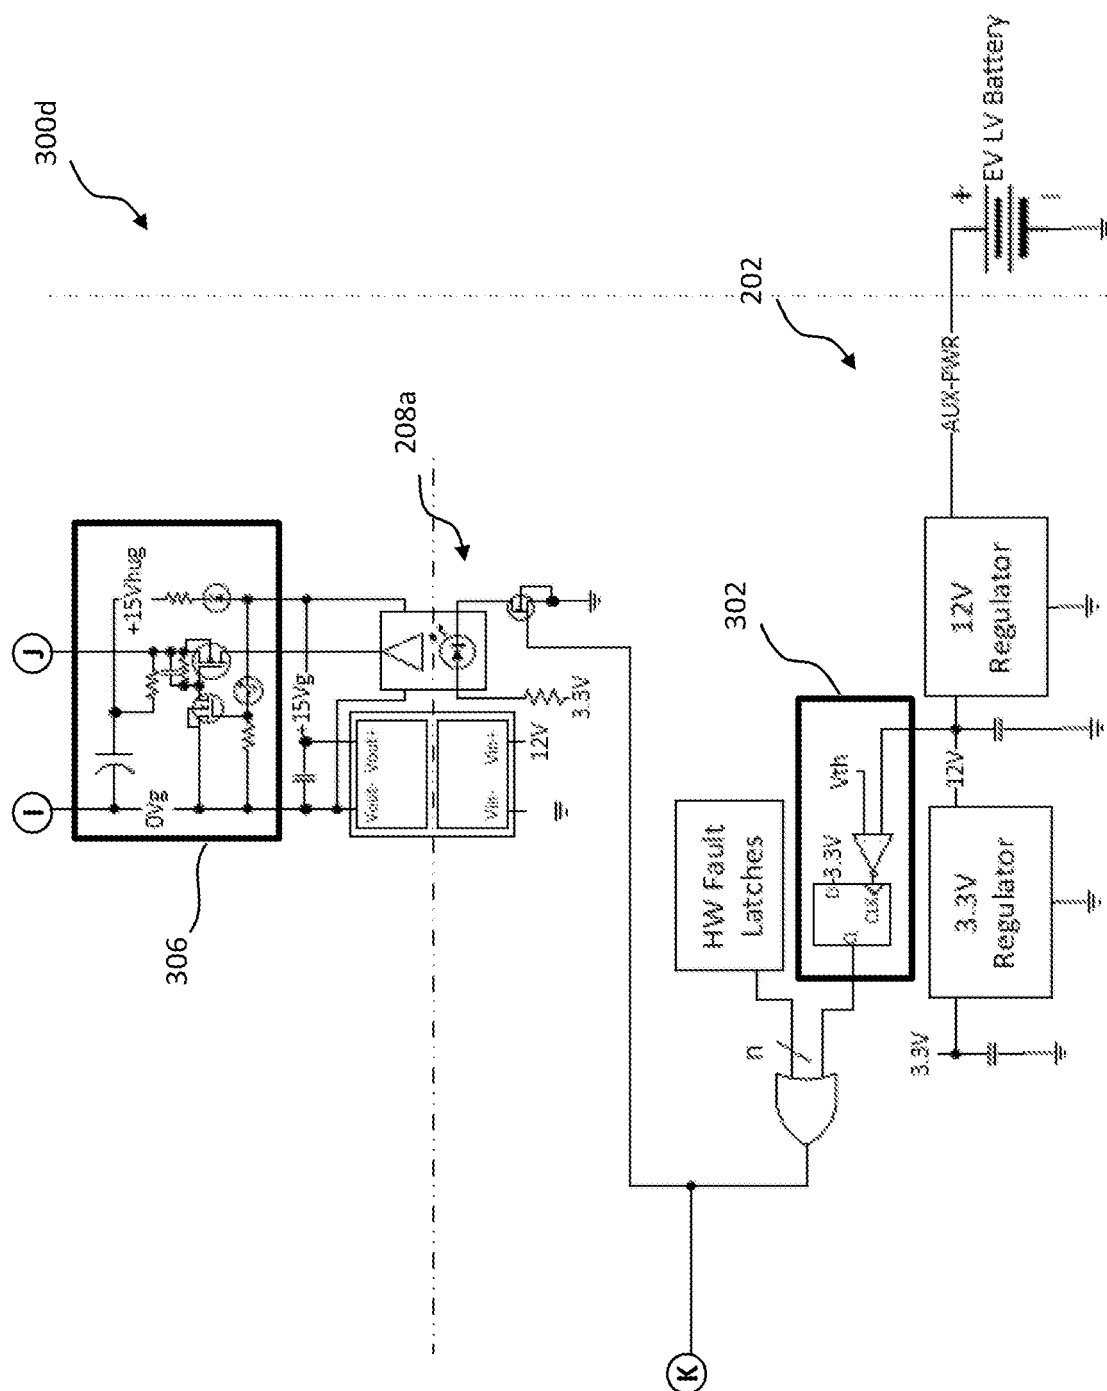 I
J
300d
+15Vhug
0Vg
306
+15Vg
Vout- Vout+
208a
Vin- Vin+
12V
3.3V
K
HW Fault
Latches
302
202
n
D-3.3V
Vth
Q
CLK
3.3V
12V
AUX-PWR
3.3V
Regulator
12V
Regulator
+
-
EV LV Battery